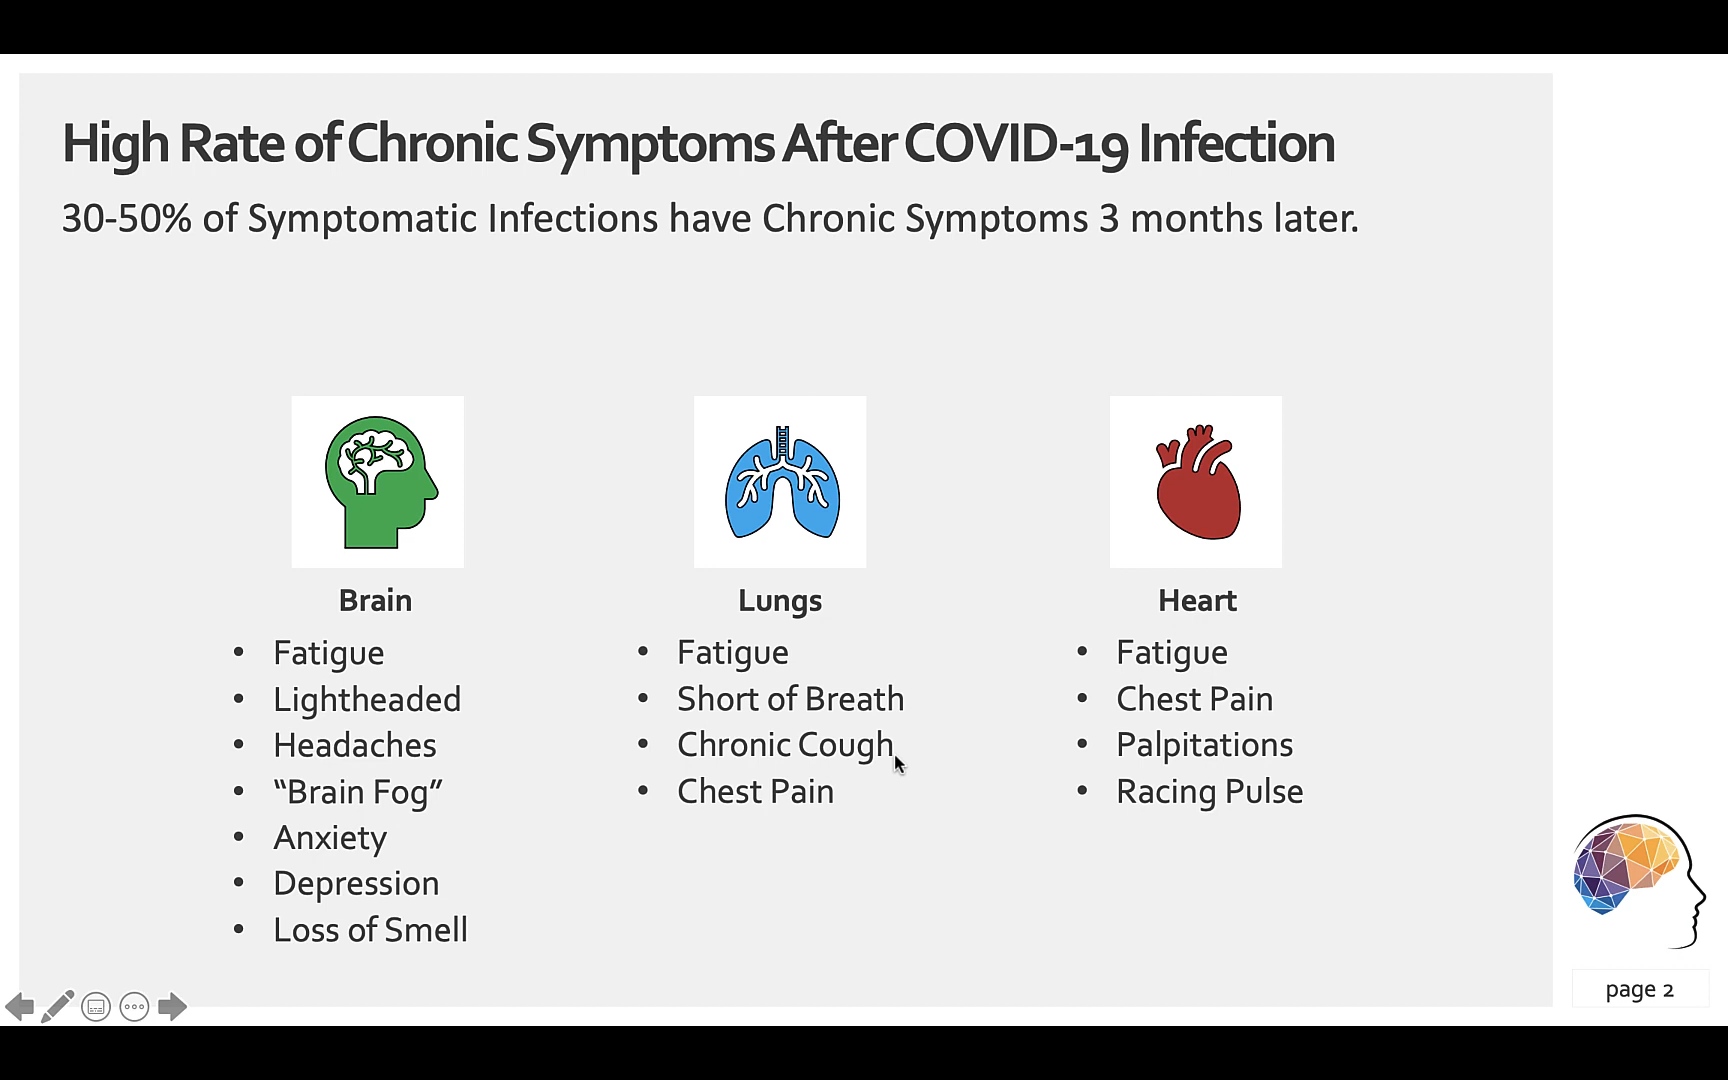 High Rate of Chronic Symptoms After COVID-19 Infection
30-50% of Symptomatic Infections have Chronic Symptoms 3 months later.
Brain
• Fatigue
• Lightheaded
• Headaches
• “Brain Fog”
• Anxiety
• Depression
• Loss of Smell
Lungs
• Fatigue
• Short of Breath
• Chronic Cough
• Chest Pain
Heart
• Fatigue
• Chest Pain
• Palpitations
• Racing Pulse
page 2